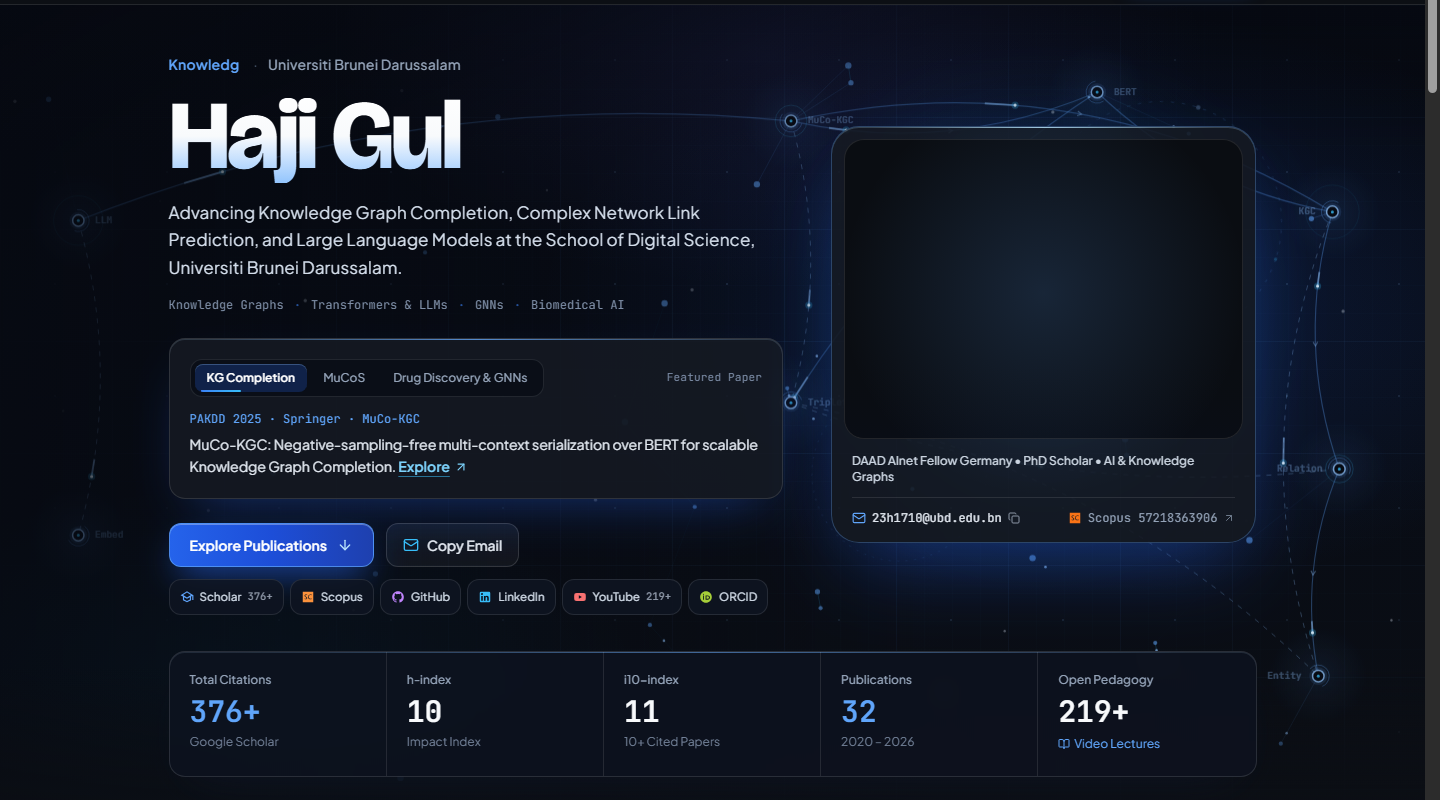 Knowledg · Universiti Brunei Darussalam
Haji Gul
Advancing Knowledge Graph Completion, Complex Network Link
Prediction, and Large Language Models at the School of Digital Science,
Universiti Brunei Darussalam.
Knowledge Graphs · Transformers & LLMs · GNNs · Biomedical AI
KG Completion MuCoS Drug Discovery & GNNs Featured Paper
PAKDD 2025 · Springer · MuCo-KGC
MuCo-KGC: Negative-sampling-free multi-context serialization over BERT for scalable
Knowledge Graph Completion. Explore
Explore Publications Copy Email
Scholar 376+ Scopus GitHub LinkedIn YouTube 219+ ORCID
MuCo-KGC
BERT
KGC
LLM
Embed
Trip
Relation
Entity
DAAD AInet Fellow Germany • PhD Scholar • AI & Knowledge
Graphs
23h1710@ubd.edu.bn Scopus 57218363906
Total Citations
376+
Google Scholar
h-index
10
Impact Index
i10-index
11
10+ Cited Papers
Publications
32
2020 – 2026
Open Pedagogy
219+
Video Lectures